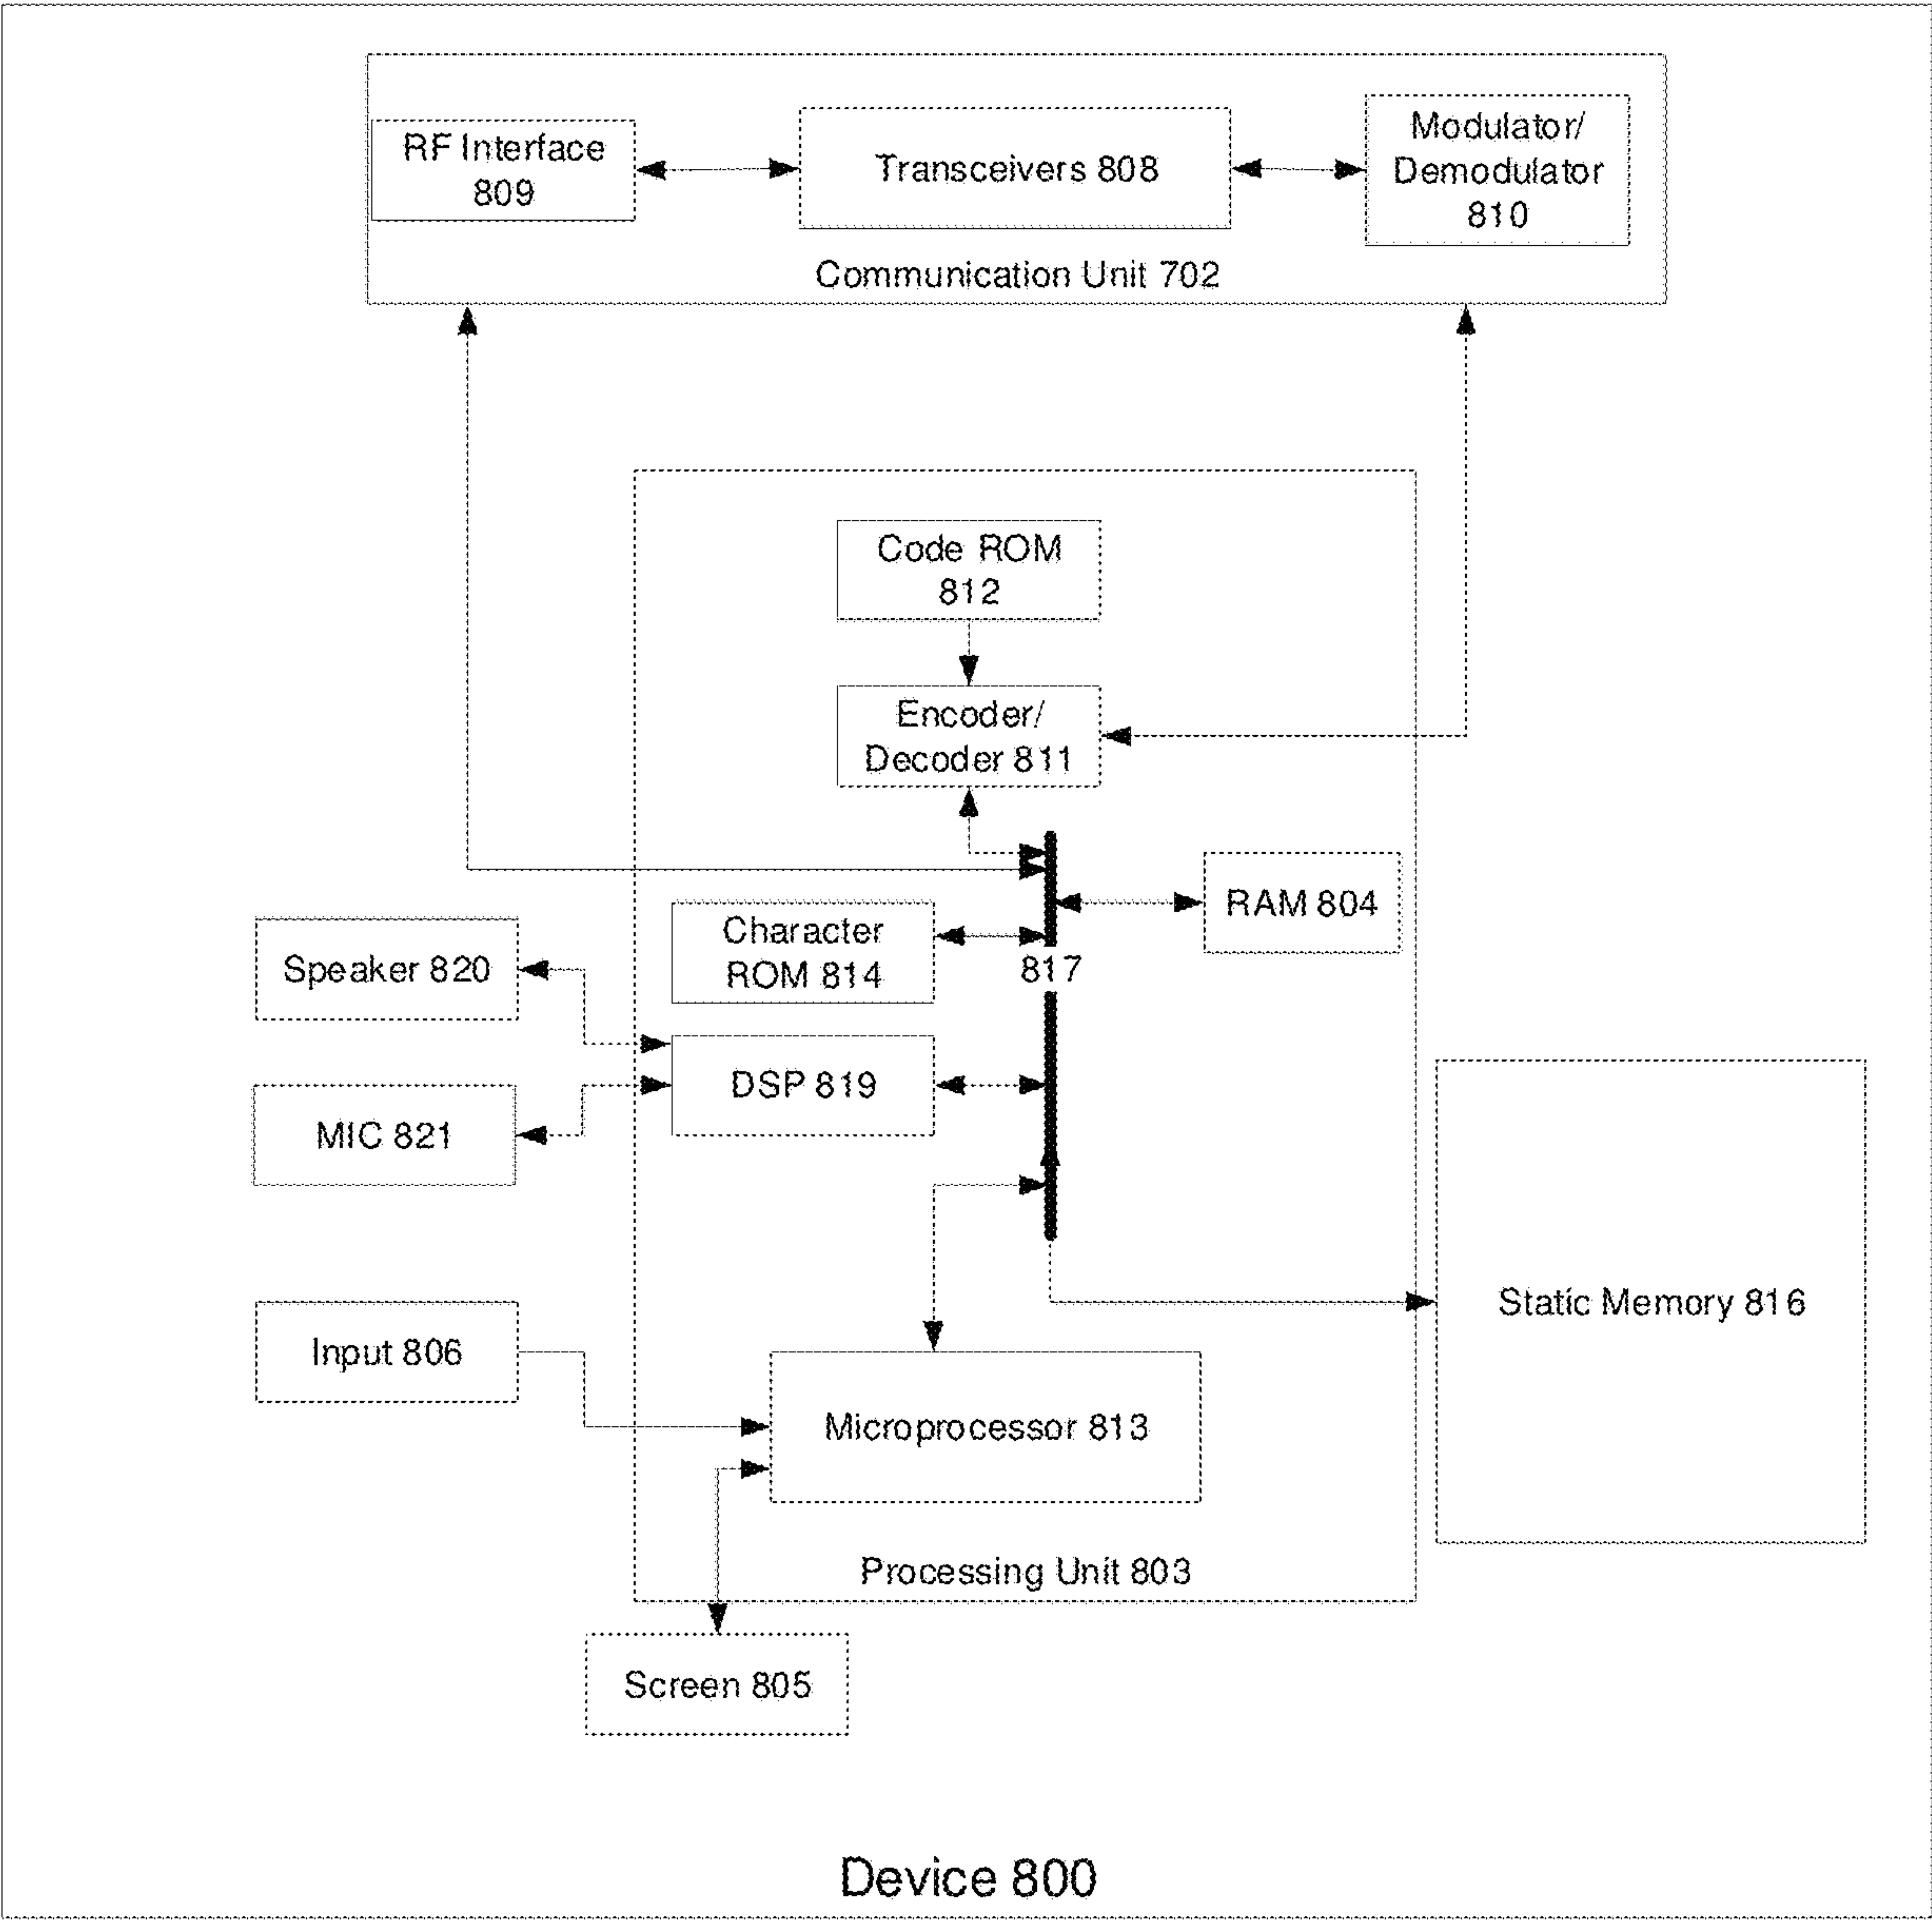 RF Interface
809
Transceivers 808
Modulator/
Demodulator
810
Communication Unit 702
Code ROM
812
Encoder/
Decoder 811
RAM 804
Character
ROM 814
817
Speaker 820
DSP 819
MIC 821
Static Memory 816
Input 806
Microprocessor 813
Processing Unit 803
Screen 805
Device 800